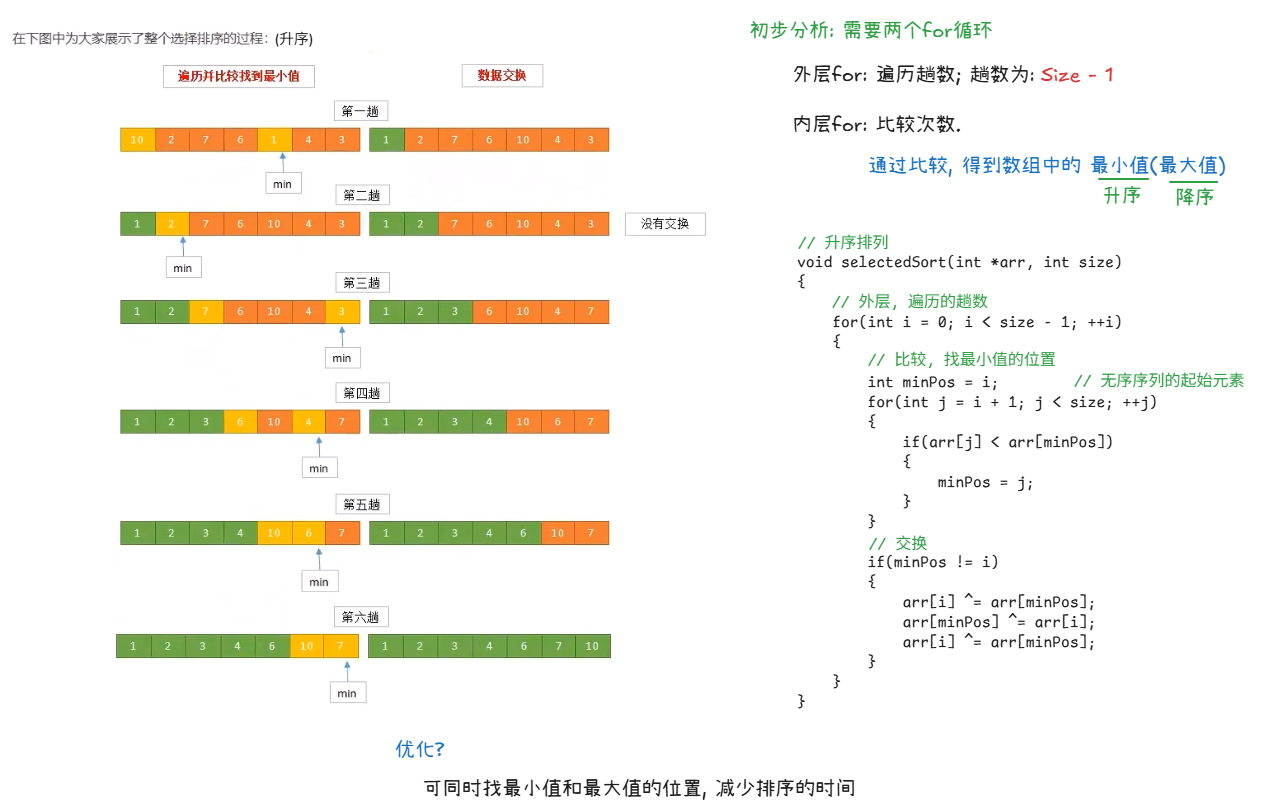 在下图中为大家展示了整个选择排序的过程：(升序)
遍历并比较找到最小值
数据交换
第一趟
10 2 7 6 1 4 3
1 2 7 6 10 4 3
min
第二趟
1 2 7 6 10 4 3
1 2 7 6 10 4 3
没有交换
min
第三趟
1 2 7 6 10 4 3
1 2 3 6 10 4 7
min
第四趟
1 2 3 6 10 4 7
1 2 3 4 10 6 7
min
第五趟
1 2 3 4 10 6 7
1 2 3 4 6 10 7
min
第六趟
1 2 3 4 6 10 7
1 2 3 4 6 7 10
min
优化?
可同时找最小值和最大值的位置, 减少排序的时间
初步分析: 需要两个for循环
外层for: 遍历趟数; 趟数为: Size - 1
内层for: 比较次数.
通过比较, 得到数组中的 最小值(最大值)
升序 降序
// 升序排列
void selectedSort(int *arr, int size)
{
// 外层, 遍历的趟数
for(int i = 0; i < size - 1; ++i)
{
// 比较, 找最小值的位置
int minPos = i; // 无序序列的起始元素
for(int j = i + 1; j < size; ++j)
{
if(arr[j] < arr[minPos])
{
minPos = j;
}
}
// 交换
if(minPos != i)
{
arr[i] ^= arr[minPos];
arr[minPos] ^= arr[i];
arr[i] ^= arr[minPos];
}
}
}